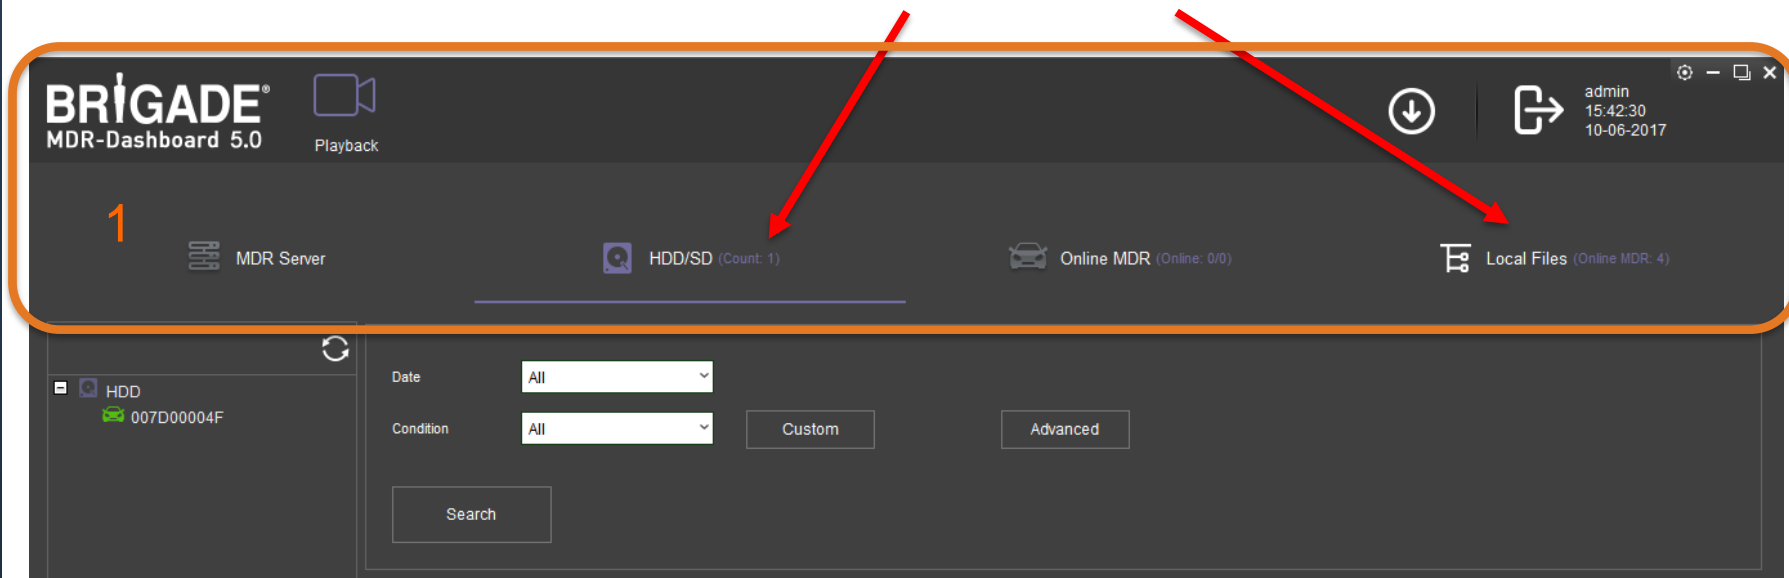 BRIGADE®
MDR-Dashboard 5.0
Playback
admin
15:42:30
10-06-2017
1
MDR Server
HDD/SD (Count: 1)
Online MDR (Online: 0/0)
Local Files (Online MDR: 4)
HDD
007D00004F
Date All
Condition All Custom Advanced
Search